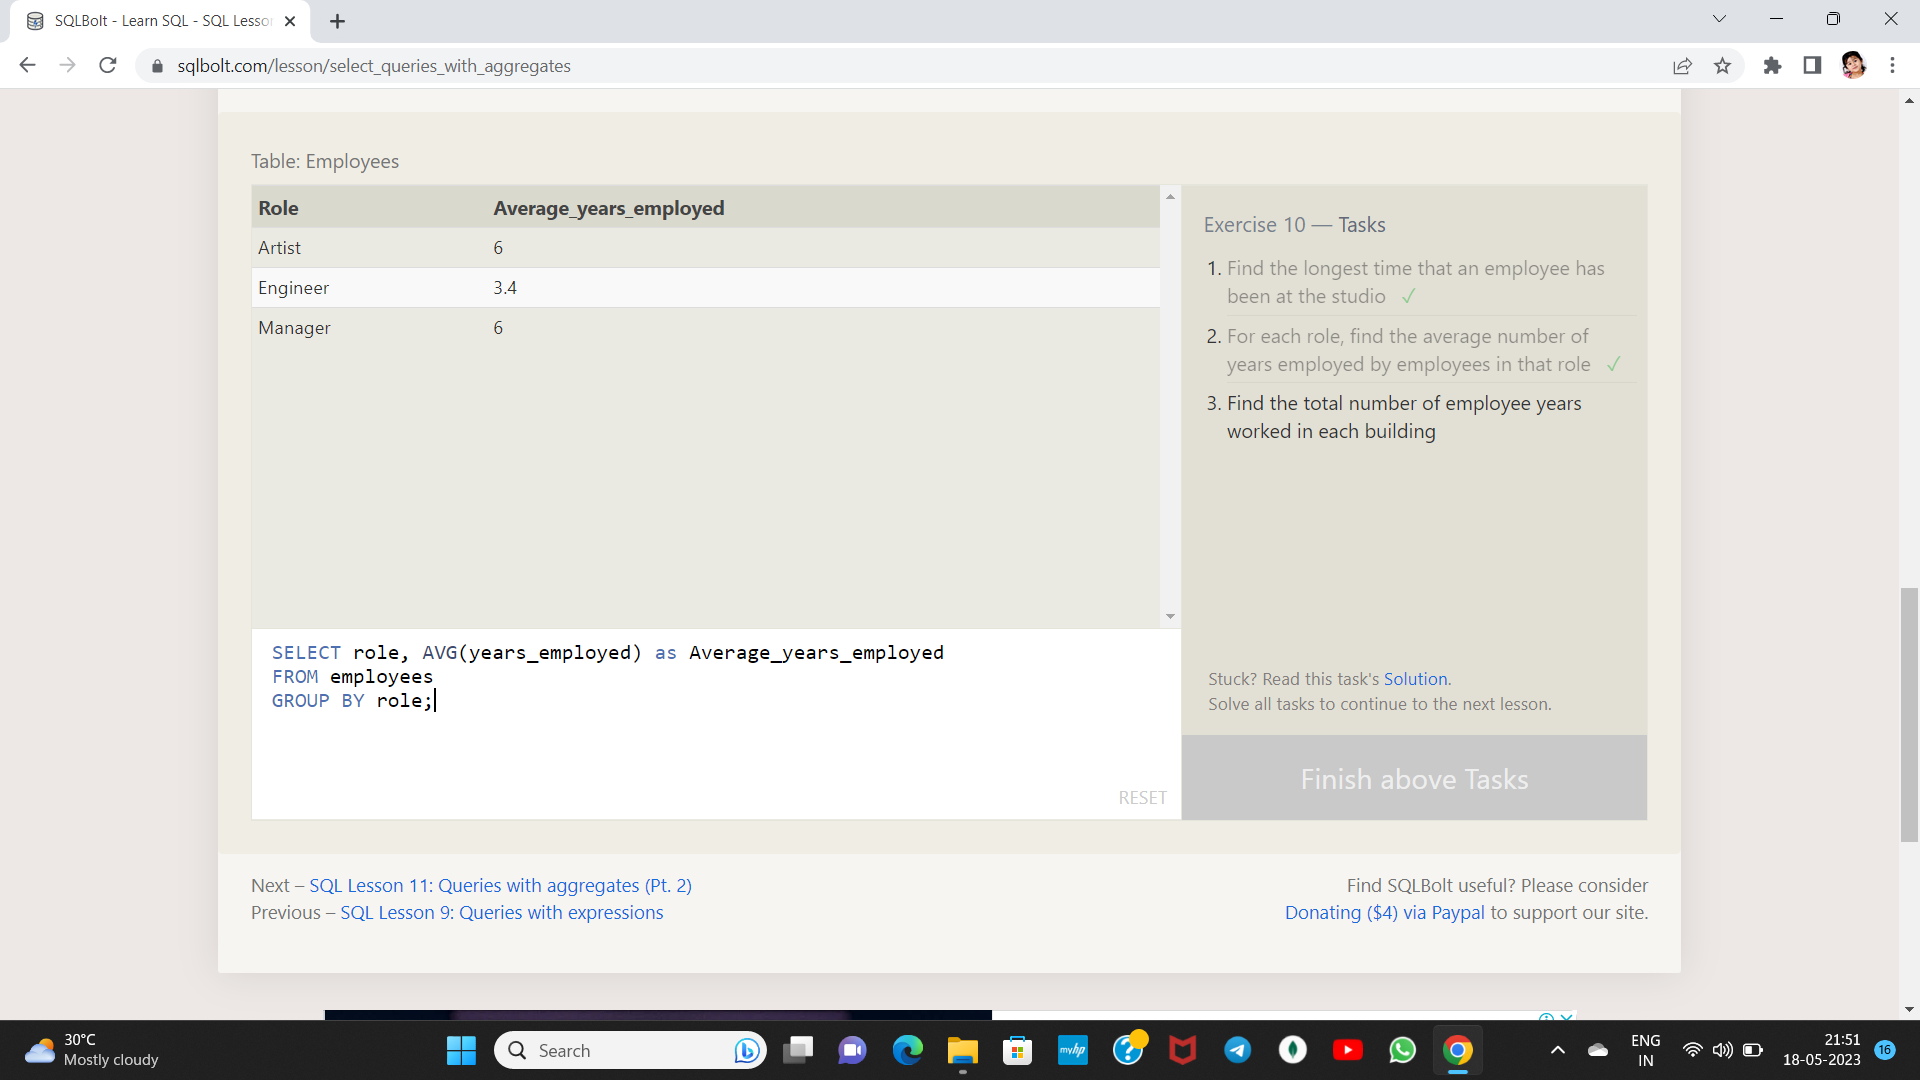 SQLBolt - Learn SQL - SQL Lesso
sqlbolt.com/lesson/select_queries_with_aggregates
Table: Employees
Role Average_years_employed
Artist 6
Engineer 3.4
Manager 6
Exercise 10 — Tasks
1. Find the longest time that an employee has
been at the studio ✓
2. For each role, find the average number of
years employed by employees in that role ✓
3. Find the total number of employee years
worked in each building
SELECT role, AVG(years_employed) as Average_years_employed
FROM employees
GROUP BY role;
RESET
Stuck? Read this task's Solution.
Solve all tasks to continue to the next lesson.
Finish above Tasks
Next – SQL Lesson 11: Queries with aggregates (Pt. 2)
Previous – SQL Lesson 9: Queries with expressions
Find SQLBolt useful? Please consider
Donating ($4) via Paypal to support our site.
30°C
Mostly cloudy
Search
myhp
ENG
IN
21:51
18-05-2023
16